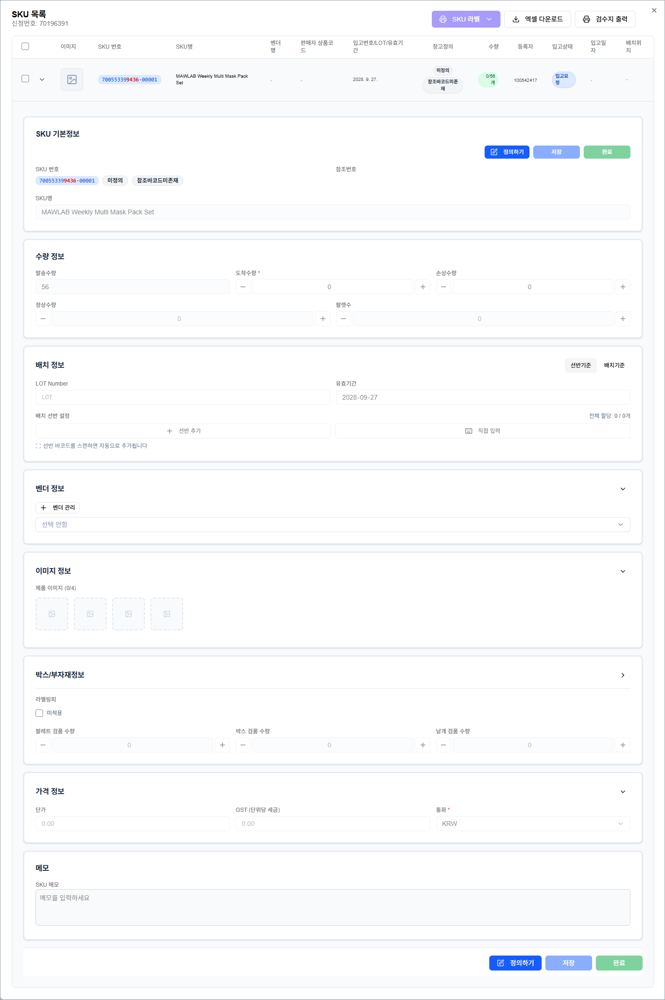 SKU 목록
신청번호: 70196391
SKU 라벨
엑셀 다운로드
검수지 출력
이미지
SKU 번호
SKU명
벤더
명
판매자 상품코
드
입고번호/LOT/유효기
간
창고정의
수량
등록자
입고상태
입고일
자
배치위
치
700553399436-00001
MAWLAB Weekly Multi Mask Pack
Set
-
-
2028. 9. 27.
미정의
참조바코드미존
재
0/56
개
100542417
입고요
청
-
-
SKU 기본정보
정의하기
저장
완료
SKU 번호
참조번호
700553399436-00001
미정의
참조바코드미존재
SKU명
MAWLAB Weekly Multi Mask Pack Set
수량 정보
발송수량
도착수량 *
손상수량
56
0
0
정상수량
팔렛수
0
0
배치 정보
선반기준
배치기준
LOT Number
유효기간
LOT
2028-09-27
배치 선반 설정
전체 할당: 0 / 0개
선반 추가
직접 입력
선반 바코드를 스캔하면 자동으로 추가됩니다
벤더 정보
벤더 관리
선택 안함
이미지 정보
제품 이미지 (0/4)
박스/부자재정보
라벨링피
미적용
팔레트 검품 수량
박스 검품 수량
낱개 검품 수량
0
0
0
가격 정보
단가
GST (단위당 세금)
통화 *
0.00
0.00
KRW
메모
SKU 메모
메모를 입력하세요
정의하기
저장
완료